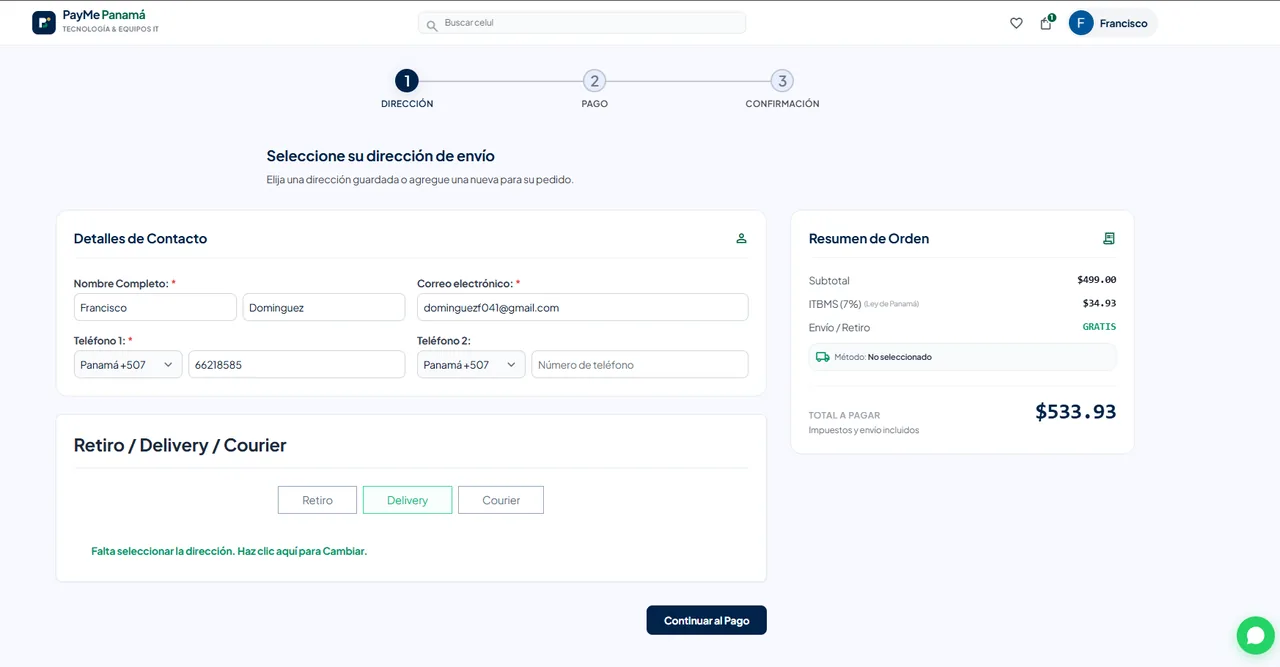 PayMe Panamá
TECNOLOGÍA & EQUIPOS IT
Buscar celul
1
F
Francisco
1
2
3
DIRECCIÓN
PAGO
CONFIRMACIÓN
Seleccione su dirección de envío
Elija una dirección guardada o agregue una nueva para su pedido.
Detalles de Contacto
Nombre Completo: *
Correo electrónico: *
Francisco
Dominguez
dominguezf041@gmail.com
Teléfono 1: *
Teléfono 2:
Panamá +507
66218585
Panamá +507
Número de teléfono
Retiro / Delivery / Courier
Retiro
Delivery
Courier
Falta seleccionar la dirección. Haz clic aquí para Cambiar.
Continuar al Pago
Resumen de Orden
Subtotal $499.00
ITBMS (7%) (Ley de Panamá) $34.93
Envío / Retiro GRATIS
Método: No seleccionado
TOTAL A PAGAR $533.93
Impuestos y envío incluidos